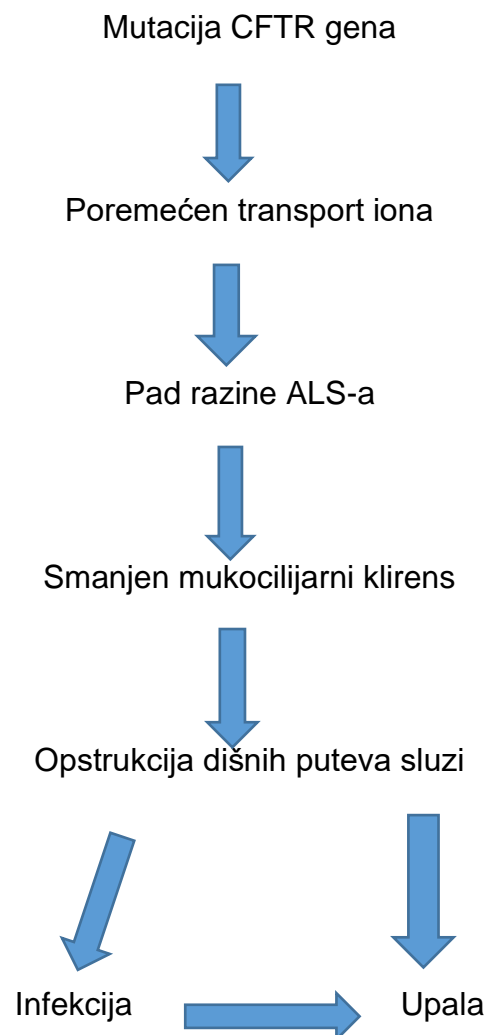 Mutacija CFTR gena
Poremećen transport iona
Pad razine ALS-a
Smanjen mukocilijarni klirens
Opstrukcija dišnih puteva sluzi
Infekcija
Upala